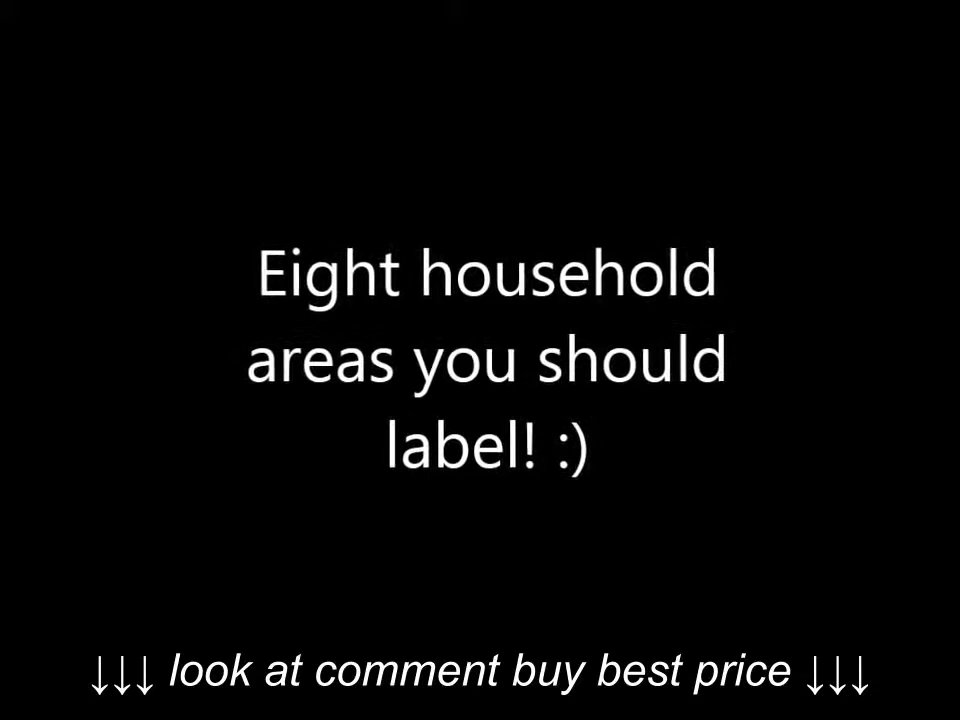 Eight household
areas you should
label! :)
↓↓↓ look at comment buy best price ↓↓↓